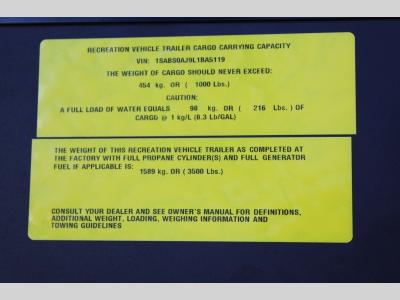 RECREATION VEHICLE TRAILER CARGO CARRYING CAPACITY
VIN: 1SABS0AJ9L1RA5119
THE WEIGHT OF CARGO SHOULD NEVER EXCEED:
454 kg. OR ( 1000 Lbs.)
CAUTION:
A FULL LOAD OF WATER EQUALS 98 kg. OR ( 216 Lbs. ) OF
CARGO @ 1 kg/L (8.3 Lb/GAL)
THE WEIGHT OF THIS RECREATION VEHICLE TRAILER AS COMPLETED AT
THE FACTORY WITH FULL PROPANE CYLINDER(S) AND FULL GENERATOR
FUEL IF APPLICABLE IS:
1589 kg. OR ( 3500 Lbs.)
CONSULT YOUR DEALER AND SEE OWNER'S MANUAL FOR DEFINITIONS,
ADDITIONAL WEIGHT, LOADING, WEIGHING INFORMATION AND
TOWING GUIDELINES